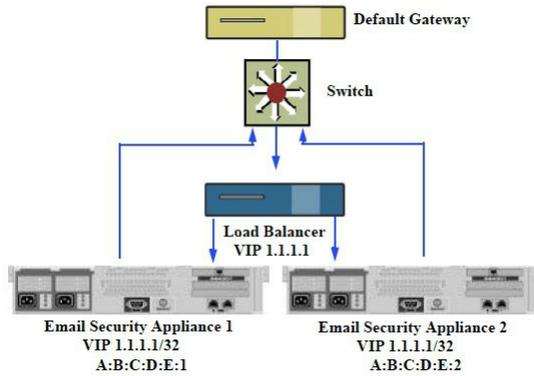 Default Gateway
Switch
Load Balancer
VIP 1.1.1.1
Email Security Appliance 1
VIP 1.1.1.1/32
A:B:C:D:E:1
Email Security Appliance 2
VIP 1.1.1.1/32
A:B:C:D:E:2